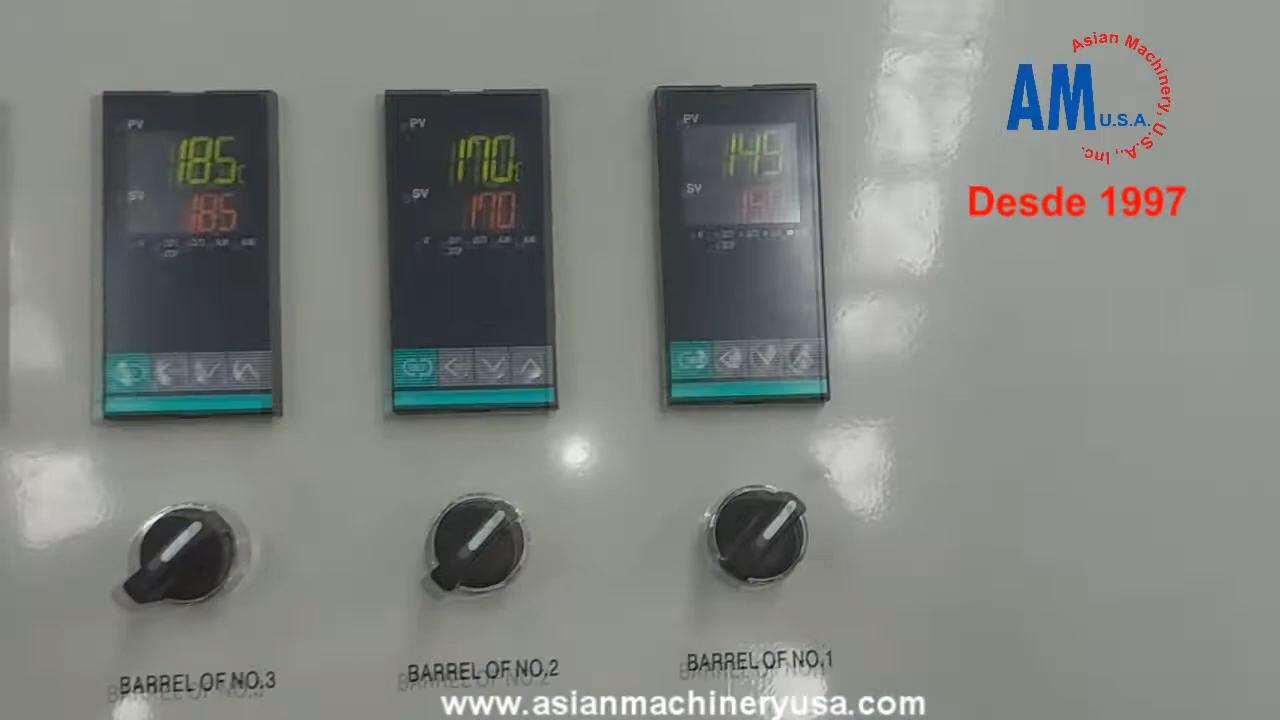 Asian Machinery, U.S.A., Inc.
AM U.S.A.
Desde 1997
PV
185
SV
185
PV
170
SV
170
PV
145
SV
BARREL OF NO.3
BARREL OF NO.2
BARREL OF NO.1
www.asianmachineryusa.com